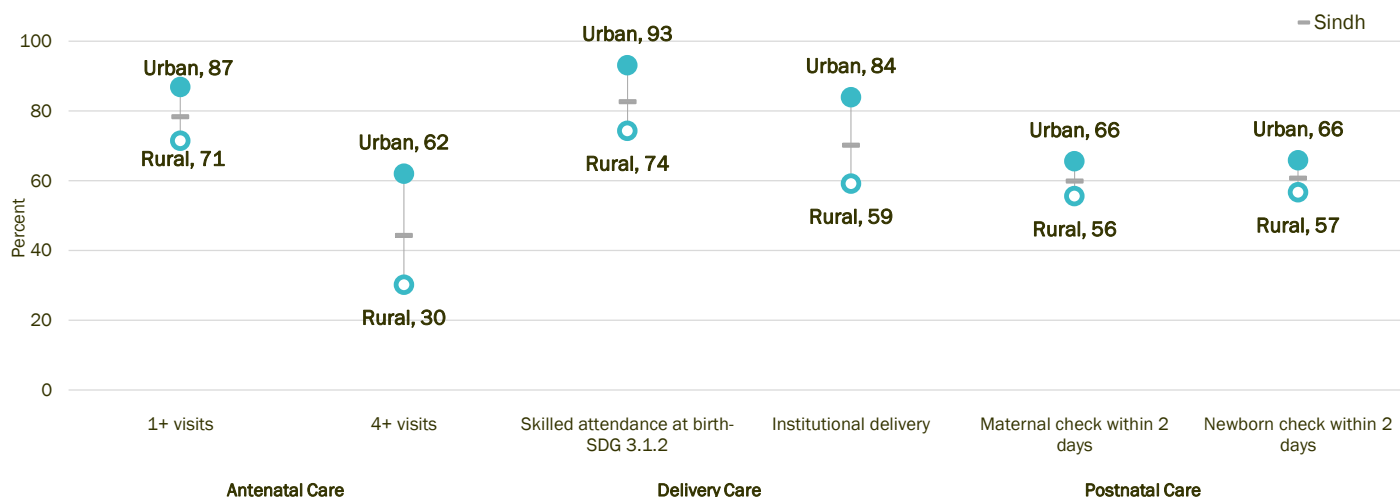 Sindh
100
80
60
40
20
0
Percent
Urban, 87
Rural, 71
Urban, 62
Rural, 30
Urban, 93
Rural, 74
Urban, 84
Rural, 59
Urban, 66
Rural, 56
Urban, 66
Rural, 57
1+ visits
4+ visits
Skilled attendance at birth-
SDG 3.1.2
Institutional delivery
Maternal check within 2
days
Newborn check within 2
days
Antenatal Care
Delivery Care
Postnatal Care